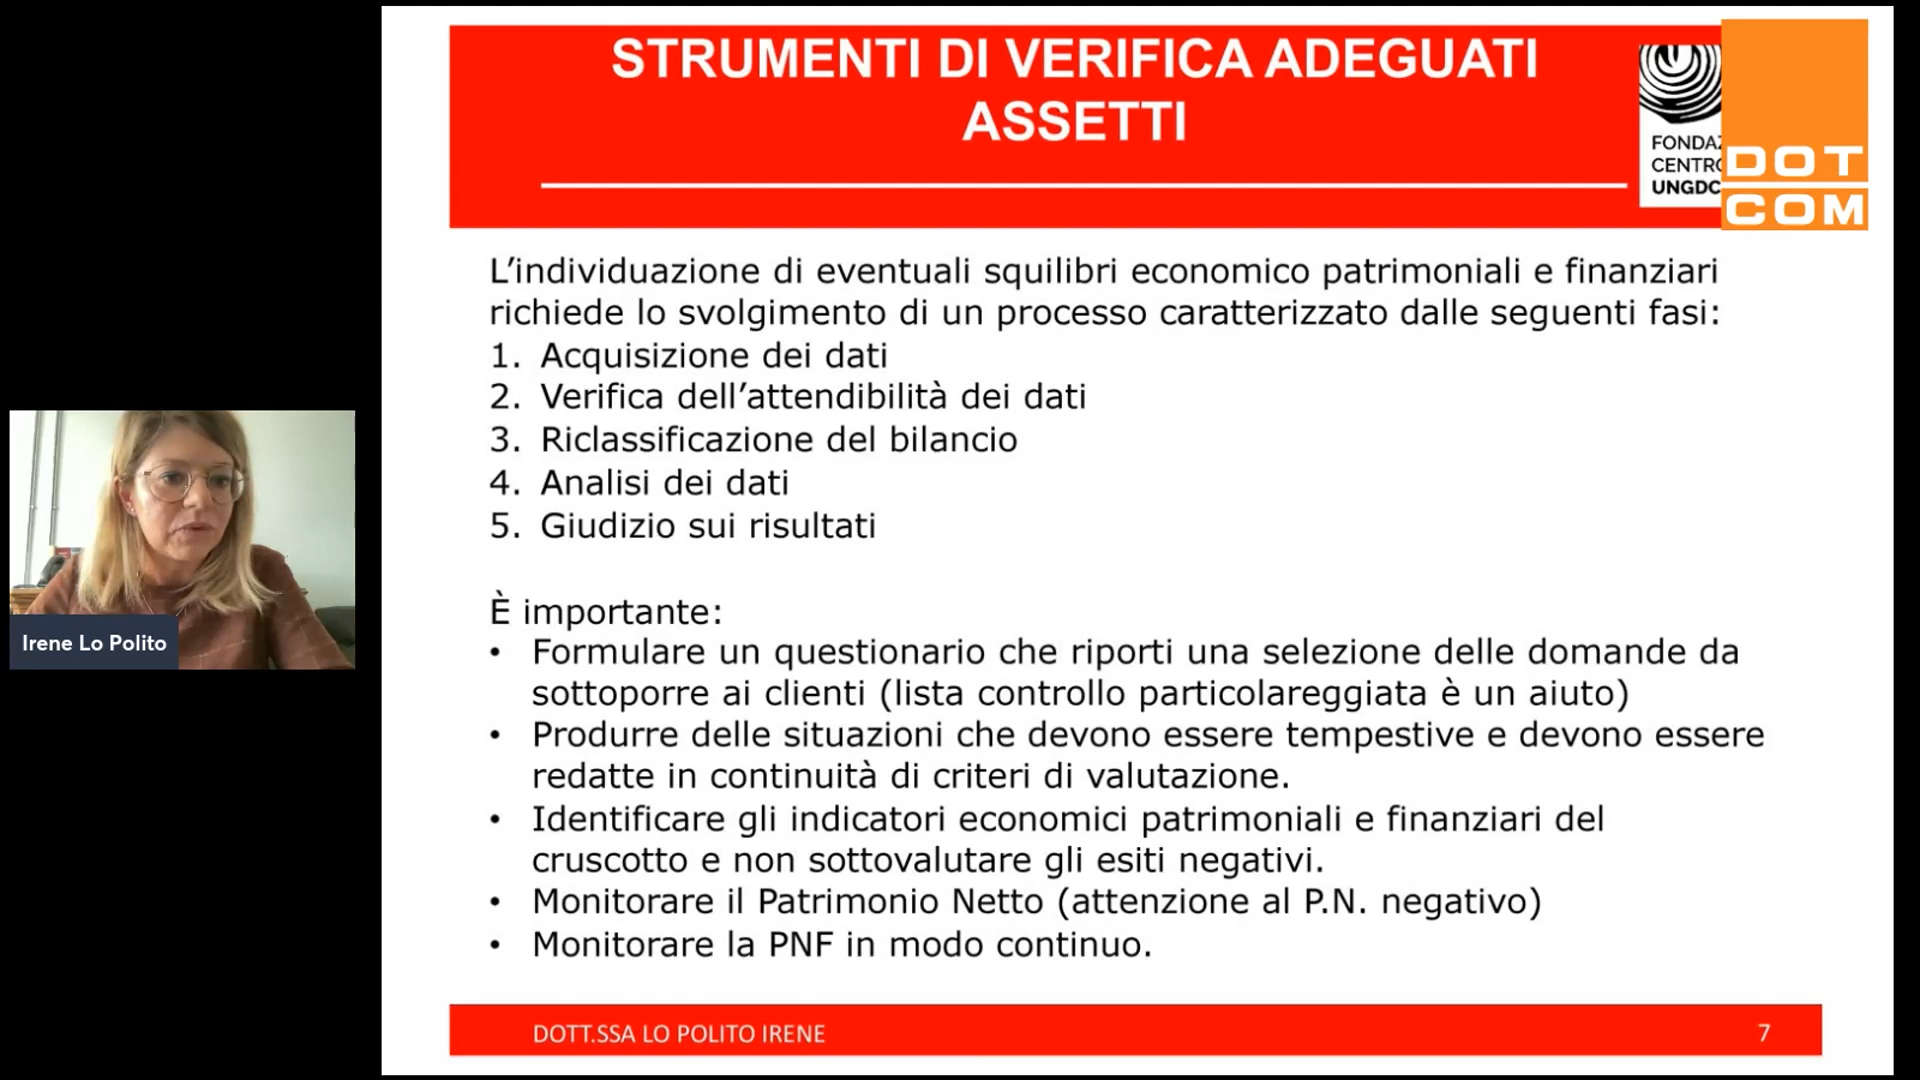 STRUMENTI DI VERIFICA ADEGUATI
ASSETTI
FONDAZ
CENTRO
UNGDC
DOT
COM
L’individuazione di eventuali squilibri economico patrimoniali e finanziari
richiede lo svolgimento di un processo caratterizzato dalle seguenti fasi:
1. Acquisizione dei dati
2. Verifica dell’attendibilità dei dati
3. Riclassificazione del bilancio
4. Analisi dei dati
5. Giudizio sui risultati
È importante:
• Formulare un questionario che riporti una selezione delle domande da
sottoporre ai clienti (lista controllo particolareggiata è un aiuto)
• Produrre delle situazioni che devono essere tempestive e devono essere
redatte in continuità di criteri di valutazione.
• Identificare gli indicatori economici patrimoniali e finanziari del
cruscotto e non sottovalutare gli esiti negativi.
• Monitorare il Patrimonio Netto (attenzione al P.N. negativo)
• Monitorare la PNF in modo continuo.
Irene Lo Polito
DOTT.SSA LO POLITO IRENE
7